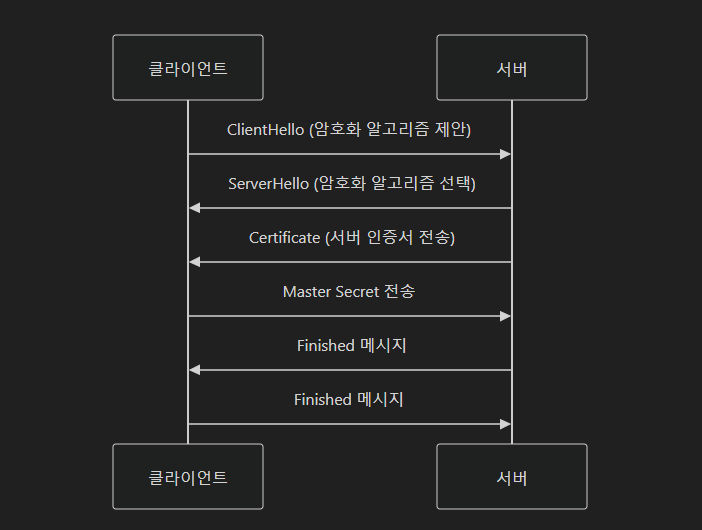 클라이언트
서버
ClientHello (암호화 알고리즘 제안)
ServerHello (암호화 알고리즘 선택)
Certificate (서버 인증서 전송)
Master Secret 전송
Finished 메시지
Finished 메시지
클라이언트
서버